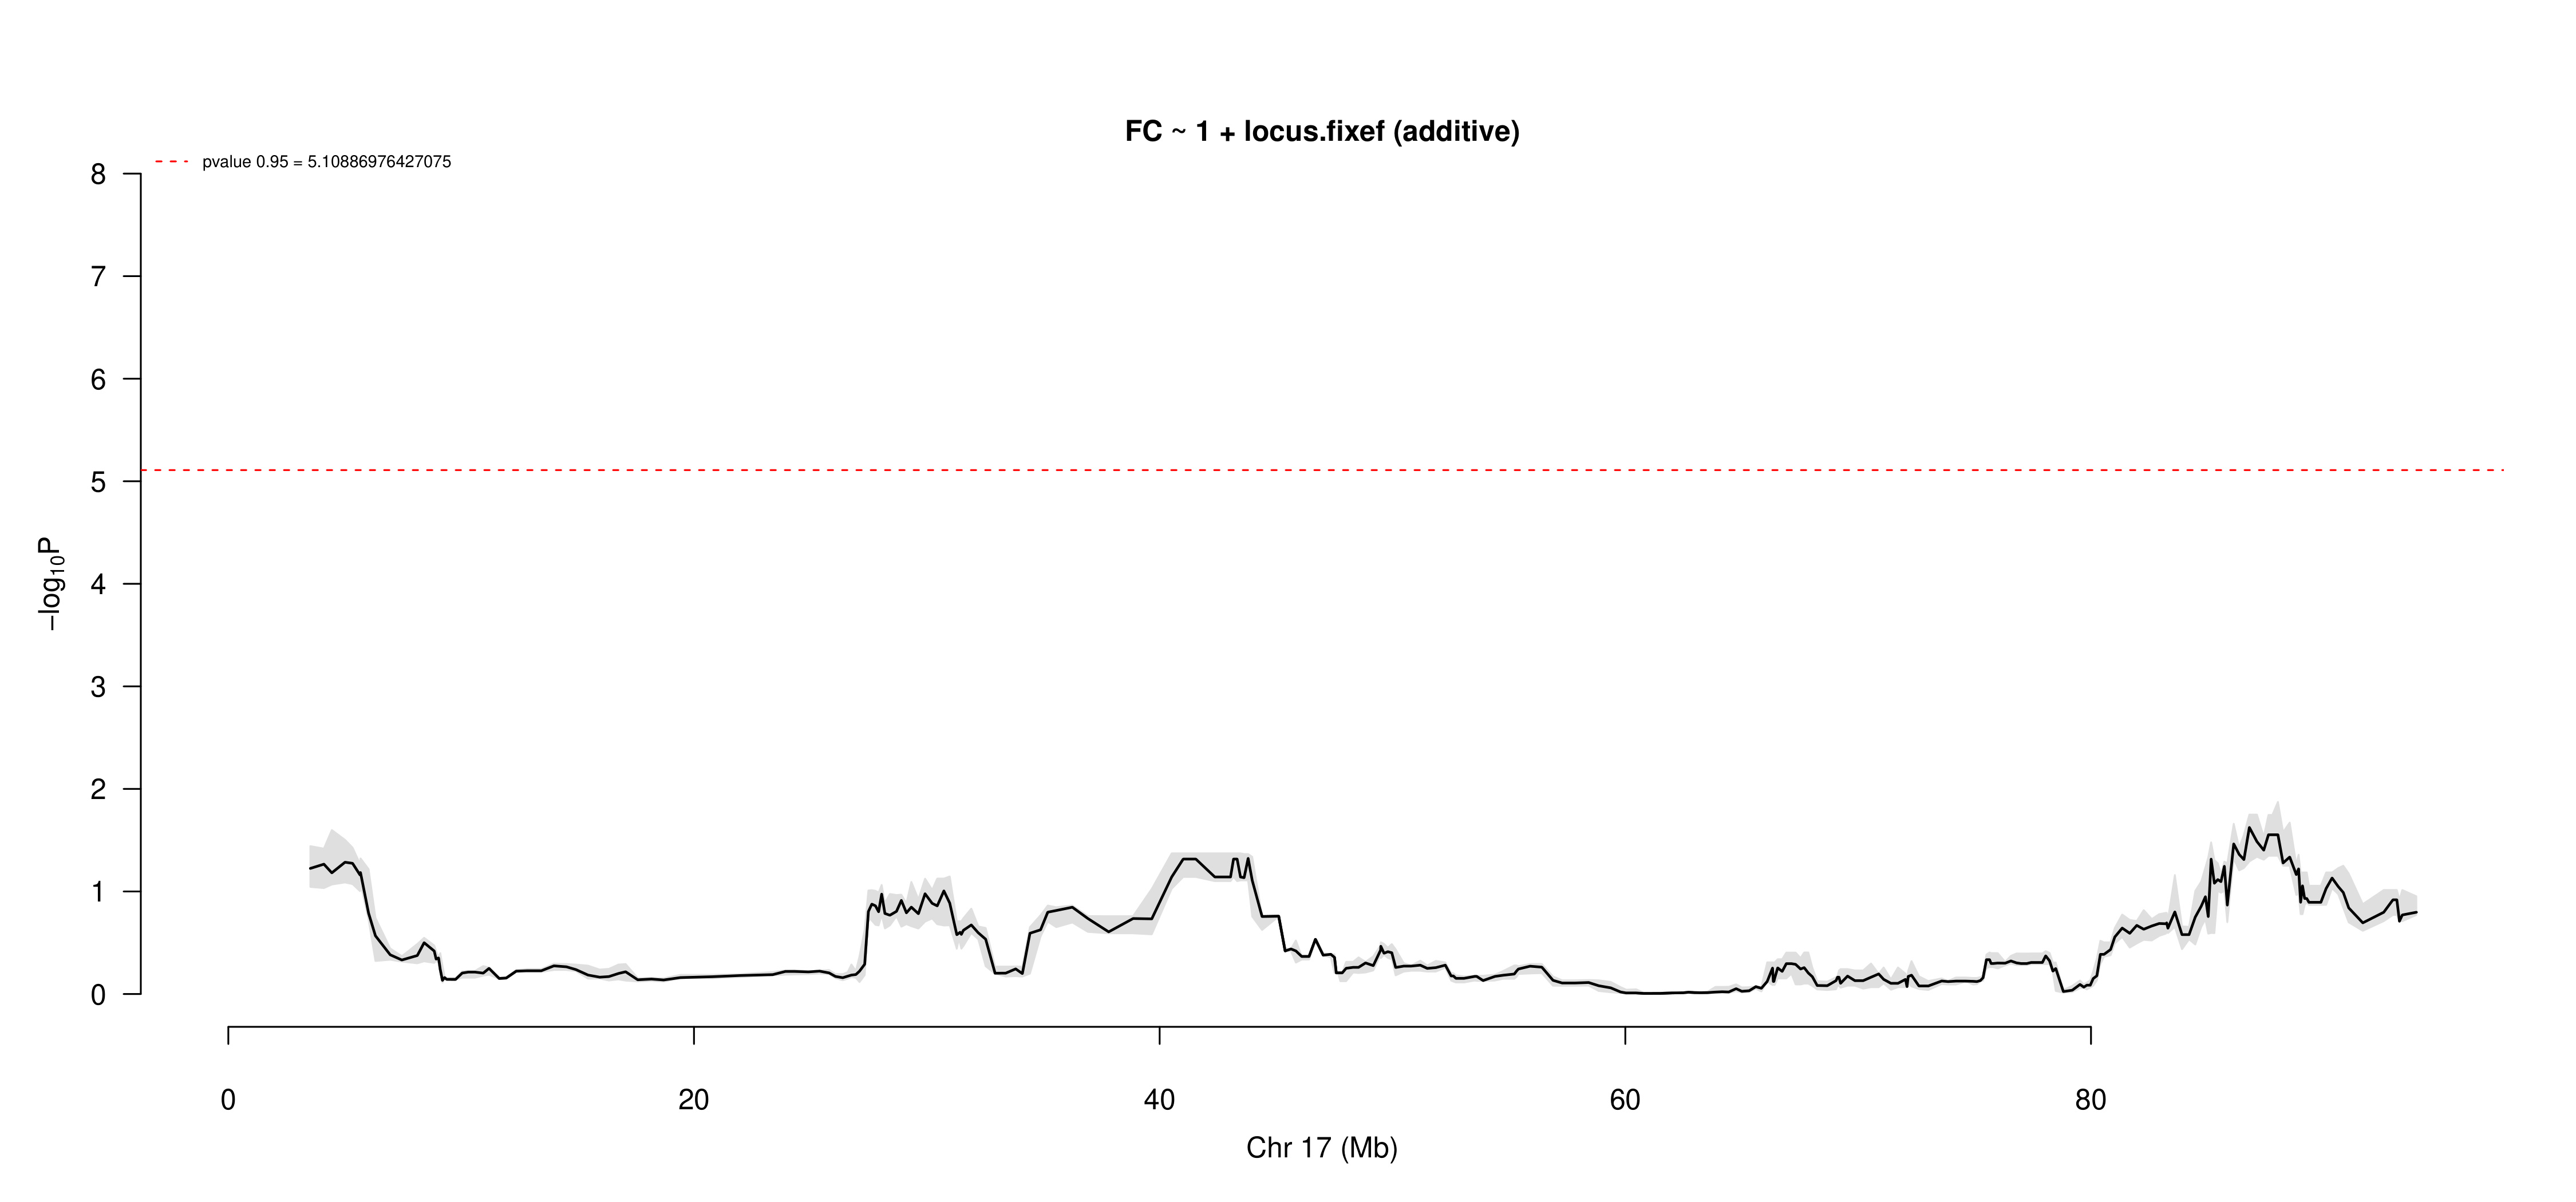 FC ~ 1 + locus.fixef (additive)
pvalue 0.95 = 5.10886976427075
8
7
6
5
4
3
2
1
0
−log10P
0 20 40 60 80
Chr 17 (Mb)